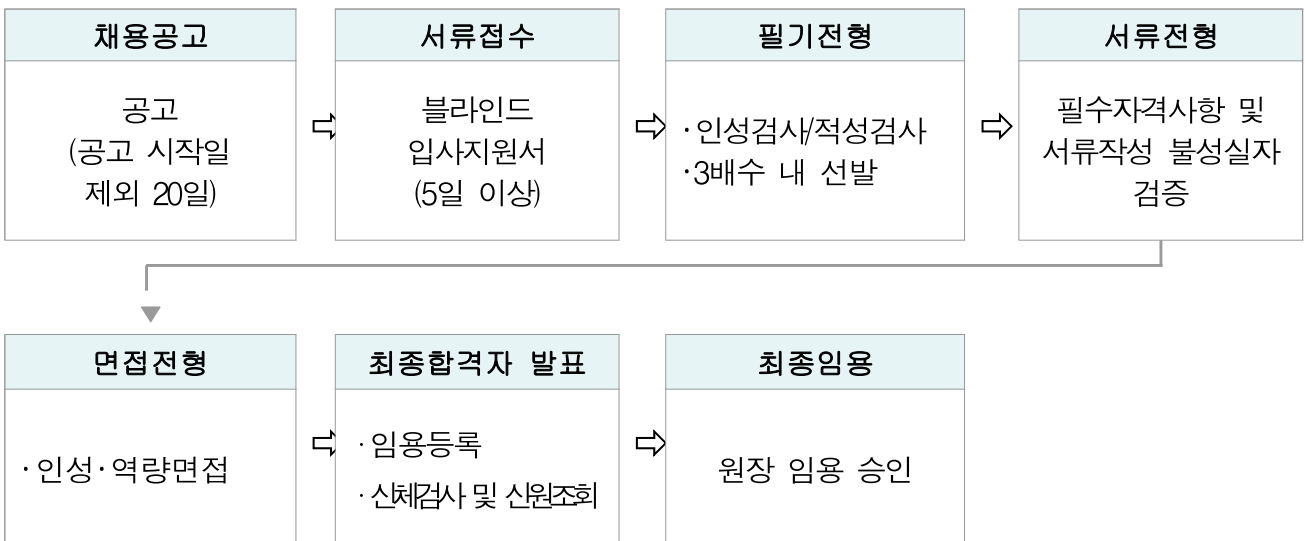 채용공고
공고
(공고 시작일
제외 20일)
서류접수
블라인드
입사지원서
(5일 이상)
필기전형
·인성검사/적성검사
·3배수 내 선발
서류전형
필수자격사항 및
서류작성 불성실자
검증
면접전형
·인성·역량면접
최종합격자 발표
·임용등록
·신체검사 및 신원조회
최종임용
원장 임용 승인